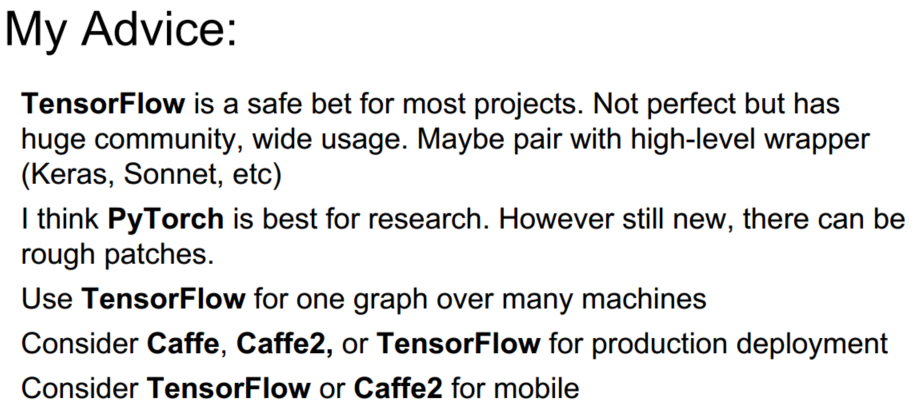 My Advice:
TensorFlow is a safe bet for most projects. Not perfect but has
huge community, wide usage. Maybe pair with high-level wrapper
(Keras, Sonnet, etc)
I think PyTorch is best for research. However still new, there can be
rough patches.
Use TensorFlow for one graph over many machines
Consider Caffe, Caffe2, or TensorFlow for production deployment
Consider TensorFlow or Caffe2 for mobile